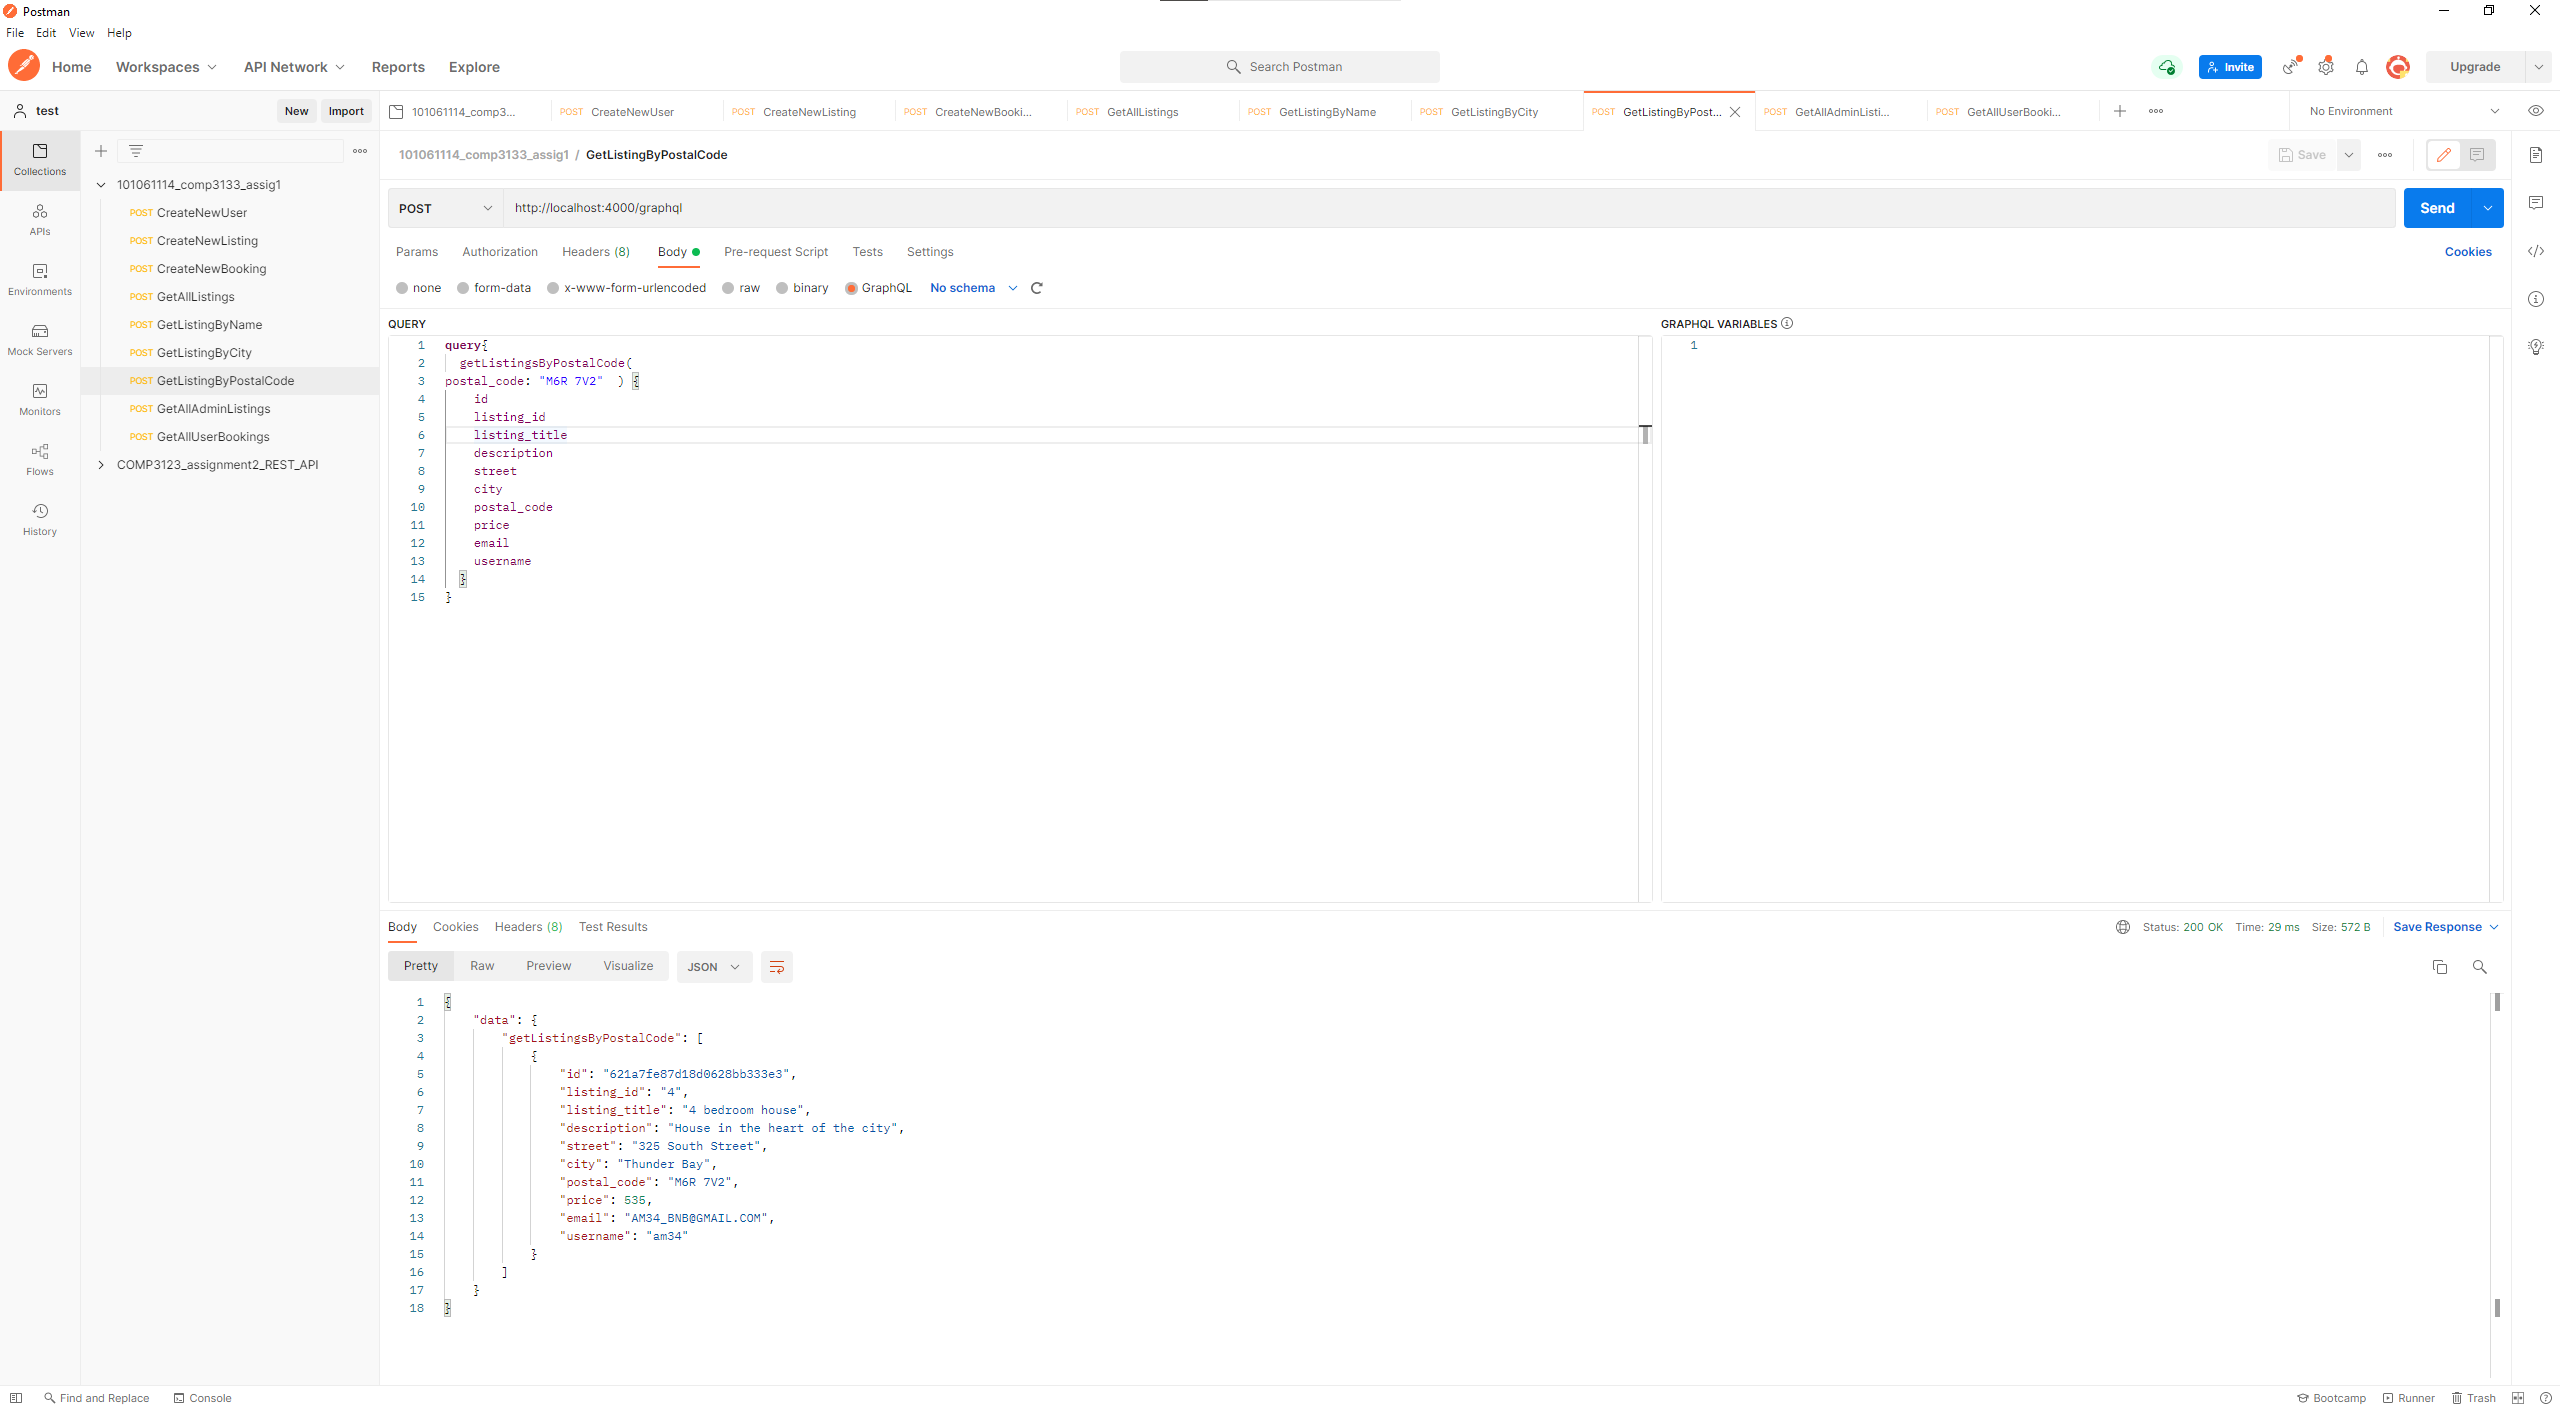 Postman
File Edit View Help
Home Workspaces API Network Reports Explore Search Postman Invite Upgrade
test New Import
101061114_comp3... POST CreateNewUser POST CreateNewListing POST CreateNewBooki... POST GetAllListings POST GetListingByName POST GetListingByCity POST GetListingByPost... POST GetAllAdminListi... POST GetAllUserBooki... No Environment
Collections
APIs
Environments
Mock Servers
Monitors
Flows
History
101061114_comp3133_assig1
POST CreateNewUser
POST CreateNewListing
POST CreateNewBooking
POST GetAllListings
POST GetListingByName
POST GetListingByCity
POST GetListingByPostalCode
POST GetAllAdminListings
POST GetAllUserBookings
COMP3123_assignment2_REST_API
101061114_comp3133_assig1 / GetListingByPostalCode Save
POST http://localhost:4000/graphql Send
Params Authorization Headers (8) Body Pre-request Script Tests Settings Cookies
none form-data x-www-form-urlencoded raw binary GraphQL No schema
QUERY
1 query{
2 getListingsByPostalCode(
3 postal_code: "M6R 7V2" ) {
4 id
5 listing_id
6 listing_title
7 description
8 street
9 city
10 postal_code
11 price
12 email
13 username
14 }
15 }
GRAPHQL VARIABLES
1
Body Cookies Headers (8) Test Results Status: 200 OK Time: 29 ms Size: 572 B Save Response
Pretty Raw Preview Visualize JSON
1 {
2 "data": {
3 "getListingsByPostalCode": [
4 {
5 "id": "621a7fe87d18d0628bb333e3",
6 "listing_id": "4",
7 "listing_title": "4 bedroom house",
8 "description": "House in the heart of the city",
9 "street": "325 South Street",
10 "city": "Thunder Bay",
11 "postal_code": "M6R 7V2",
12 "price": 535,
13 "email": "AM34_BNB@GMAIL.COM",
14 "username": "am34"
15 }
16 ]
17 }
18 }
Find and Replace Console Bootcamp Runner Trash